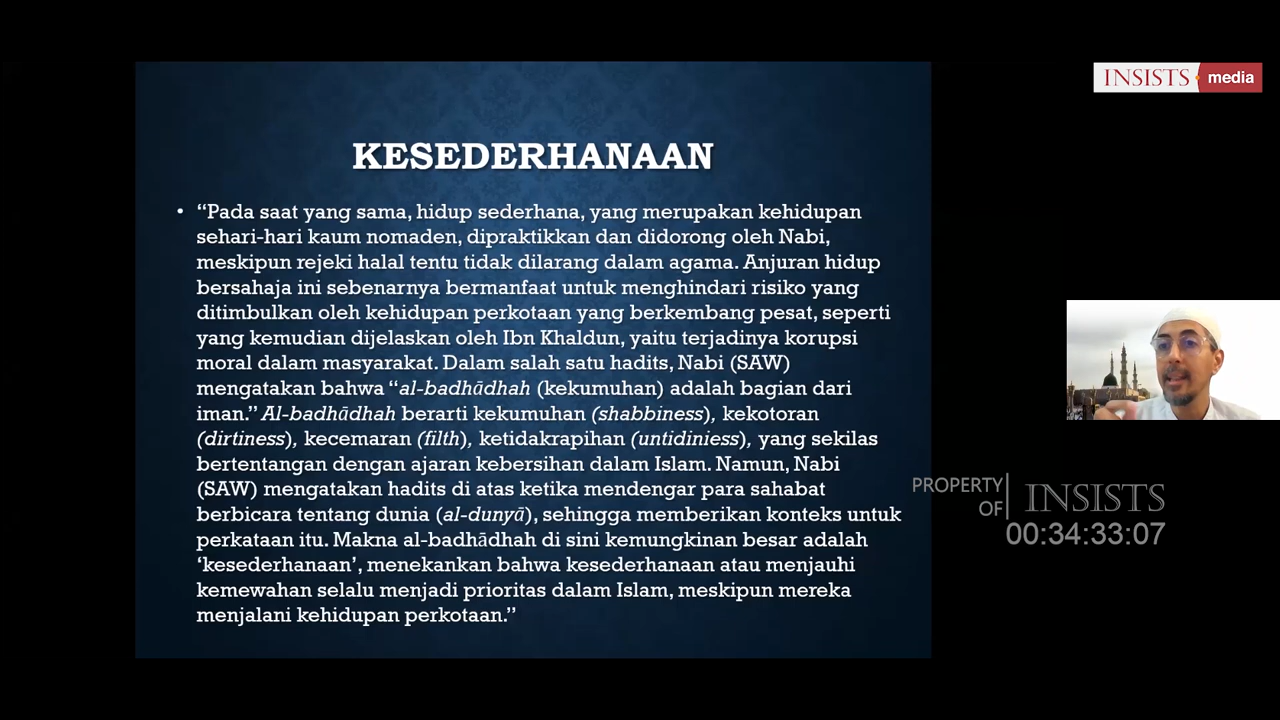 INSISTS media
KESEDERHANAAN
• “Pada saat yang sama, hidup sederhana, yang merupakan kehidupan
sehari-hari kaum nomaden, dipraktikkan dan didorong oleh Nabi,
meskipun rejeki halal tentu tidak dilarang dalam agama. Anjuran hidup
bersahaja ini sebenarnya bermanfaat untuk menghindari risiko yang
ditimbulkan oleh kehidupan perkotaan yang berkembang pesat, seperti
yang kemudian dijelaskan oleh Ibn Khaldun, yaitu terjadinya korupsi
moral dalam masyarakat. Dalam salah satu hadits, Nabi (SAW)
mengatakan bahwa “al-badhādhah (kekumuhan) adalah bagian dari
iman.” Al-badhādhah berarti kekumuhan (shabbiness), kekotoran
(dirtiness), kecemaran (filth), ketidakrapihan (untidiniess), yang sekilas
bertentangan dengan ajaran kebersihan dalam Islam. Namun, Nabi
(SAW) mengatakan hadits di atas ketika mendengar para sahabat
berbicara tentang dunia (al-dunyā), sehingga memberikan konteks untuk
perkataan itu. Makna al-badhādhah di sini kemungkinan besar adalah
‘kesederhanaan’, menekankan bahwa kesederhanaan atau menjauhi
kemewahan selalu menjadi prioritas dalam Islam, meskipun mereka
menjalani kehidupan perkotaan.”
PROPERTY
OF
INSISTS
00:34:33:07